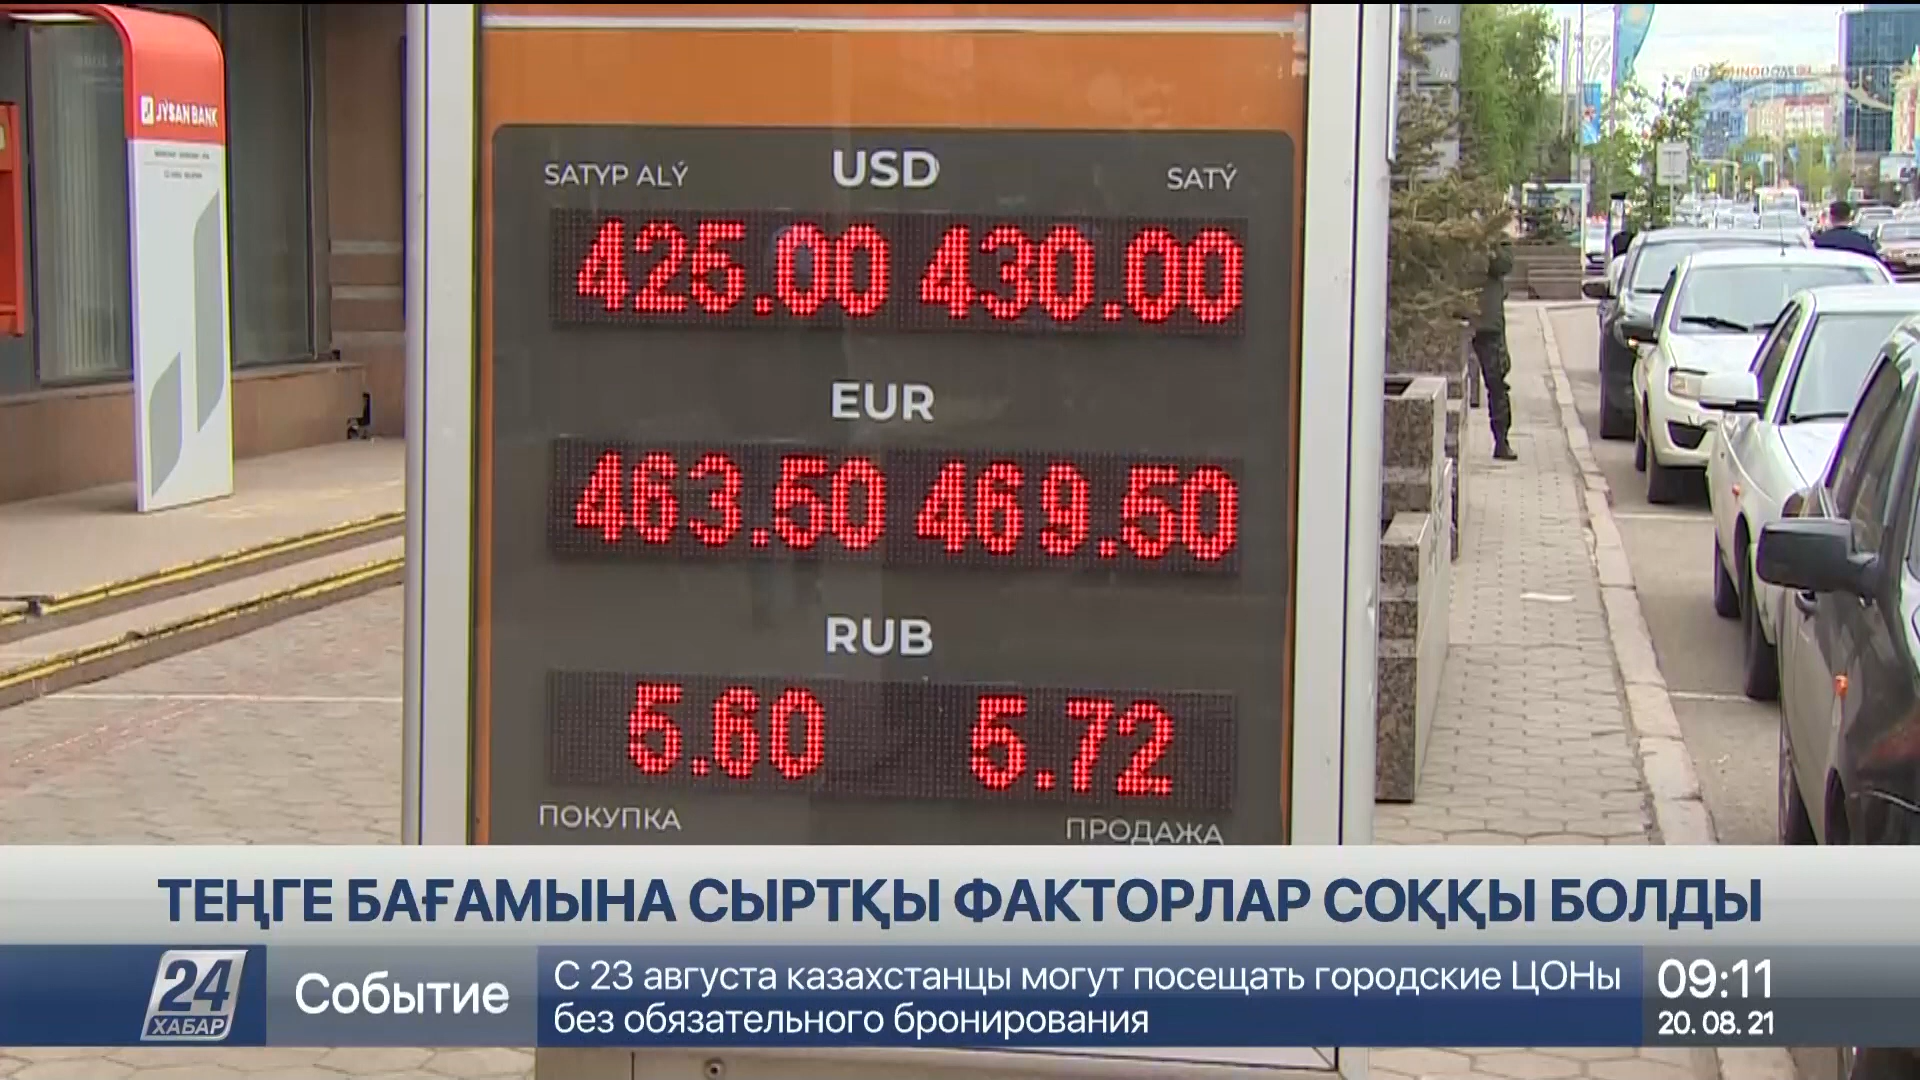 JÝSAN BANK
SATYP ALÝ USD SATÝ
425.00 430.00
EUR
463.50 469.50
RUB
5.60 5.72
ПОКУПКА ПРОДАЖА
ТЕҢГЕ БАҒАМЫНА СЫРТҚЫ ФАКТОРЛАР СОҚҚЫ БОЛДЫ
24 ХАБАР
Событие
С 23 августа казахстанцы могут посещать городские ЦОНы
без обязательного бронирования
09:11
20. 08. 21